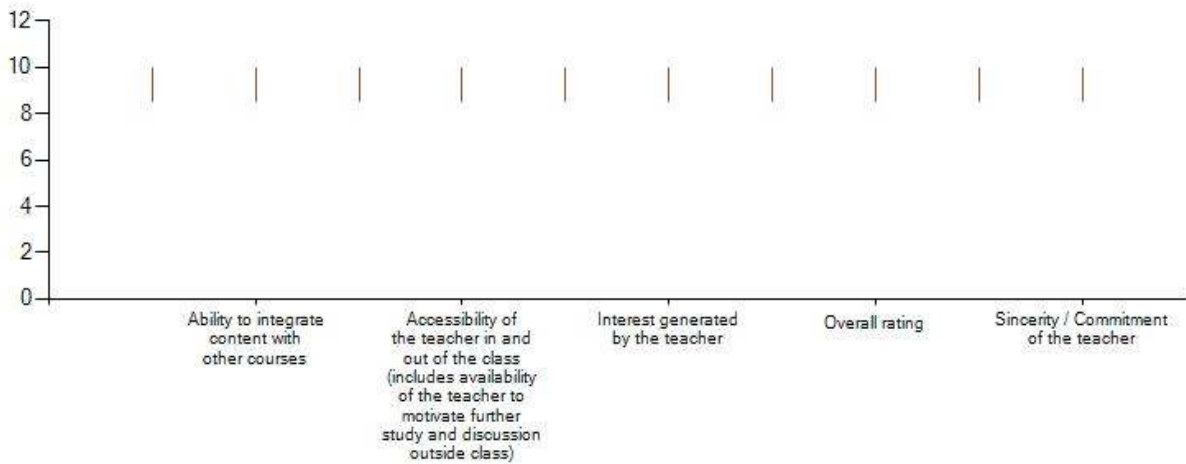 12
10
8
6
4
2
0
Ability to integrate
content with
other courses
Accessibility of
the teacher in and
out of the class
(includes availability
of the teacher to
motivate further
study and discussion
outside class)
Interest generated
by the teacher
Overall rating
Sincerity / Commitment
of the teacher